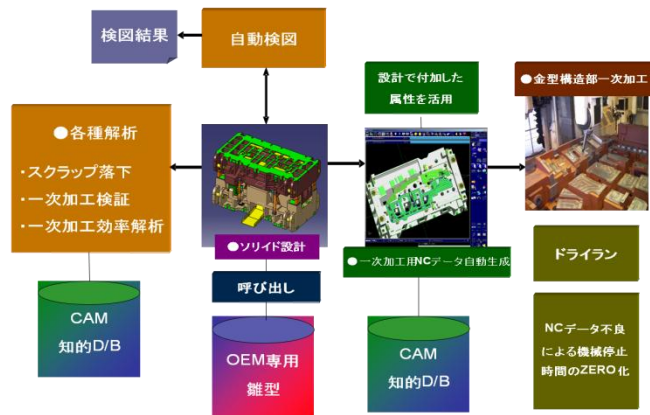 検図結果
自動検図
設計で付加した
属性を活用
●金型構造部一次加工
●各種解析
・スクラップ落下
・一次加工検証
・一次加工効率解析
●ソリッド設計
●一次加工用NCデータ自動生成
呼び出し
ドライラン
CAM
知的D/B
OEM専用
雛型
CAM
知的D/B
NCデータ不良
による機械停止
時間のZERO化